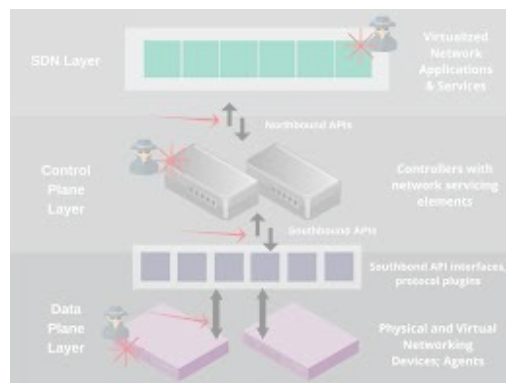 SDN Layer
Virtualized
Network
Applications
& Services
Northbound APIs
Control
Plane
Layer
Controllers with
network servicing
elements
Southbound APIs
Southbond API interfaces,
protocol plugins
Data
Plane
Layer
Physical and Virtual
Networking
Devices; Agents